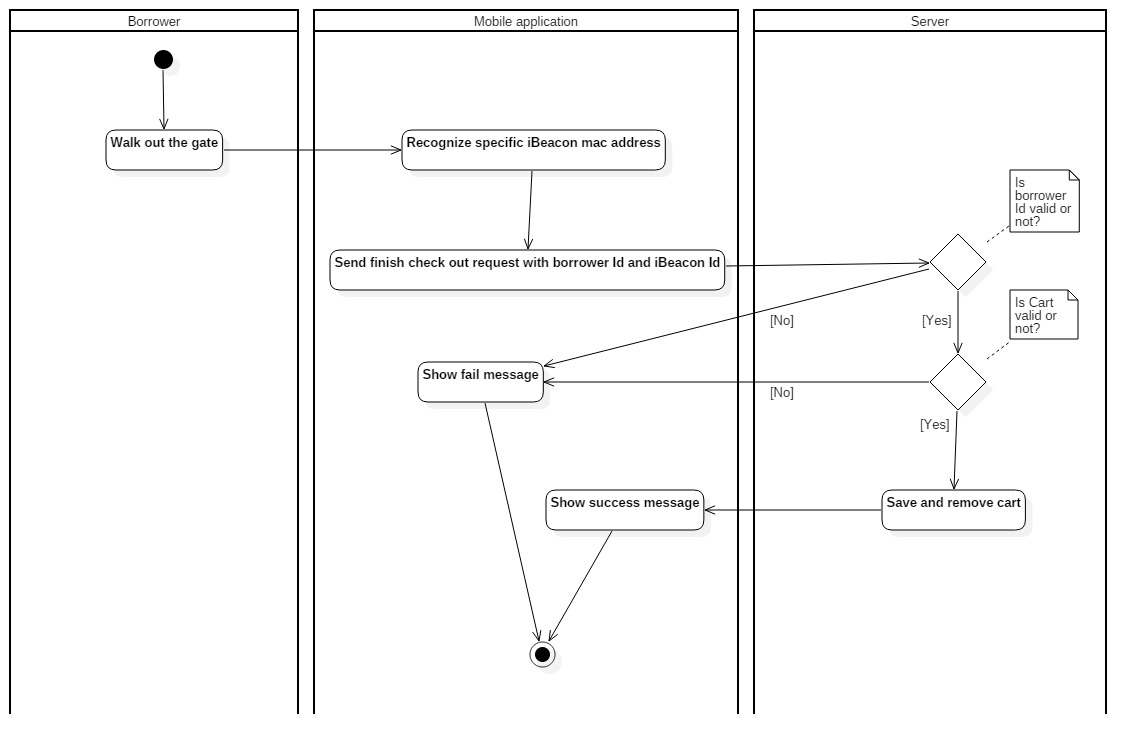 Borrower
Mobile application
Server
Walk out the gate
Recognize specific iBeacon mac address
Is
borrower
Id valid or
not?
Send finish check out request with borrower Id and iBeacon Id
[No]
[Yes]
Is Cart
valid or
not?
Show fail message
[No]
[Yes]
Show success message
Save and remove cart